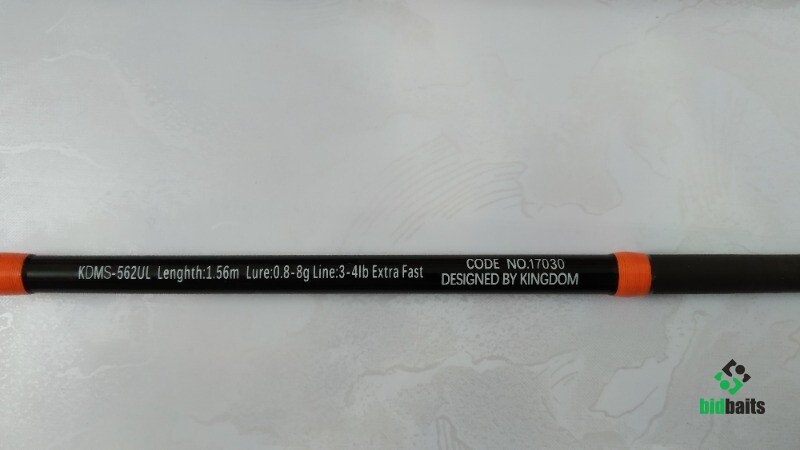 KDMS-562UL Lenghth:1.56m Lure:0.8-8g Line:3-4lb Extra Fast
CODE NO.17030
DESIGNED BY KINGDOM
bidbaits